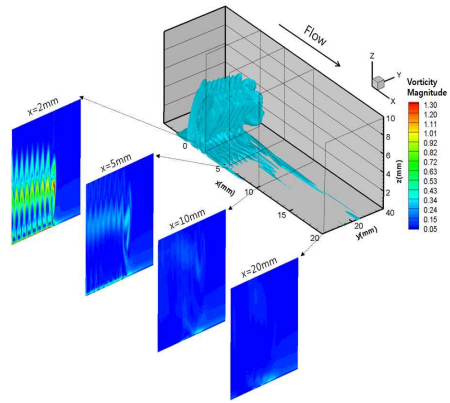 Flow
Z
Y
X
Vorticity
Magnitude
1.30
1.20
1.11
1.01
0.92
0.82
0.72
0.63
0.53
0.43
0.34
0.24
0.15
0.05
10
8
6
4
2
40
z(mm)
0
5
10
15
20
x(mm)
20
y(mm)
x=2mm
x=5mm
x=10mm
x=20mm